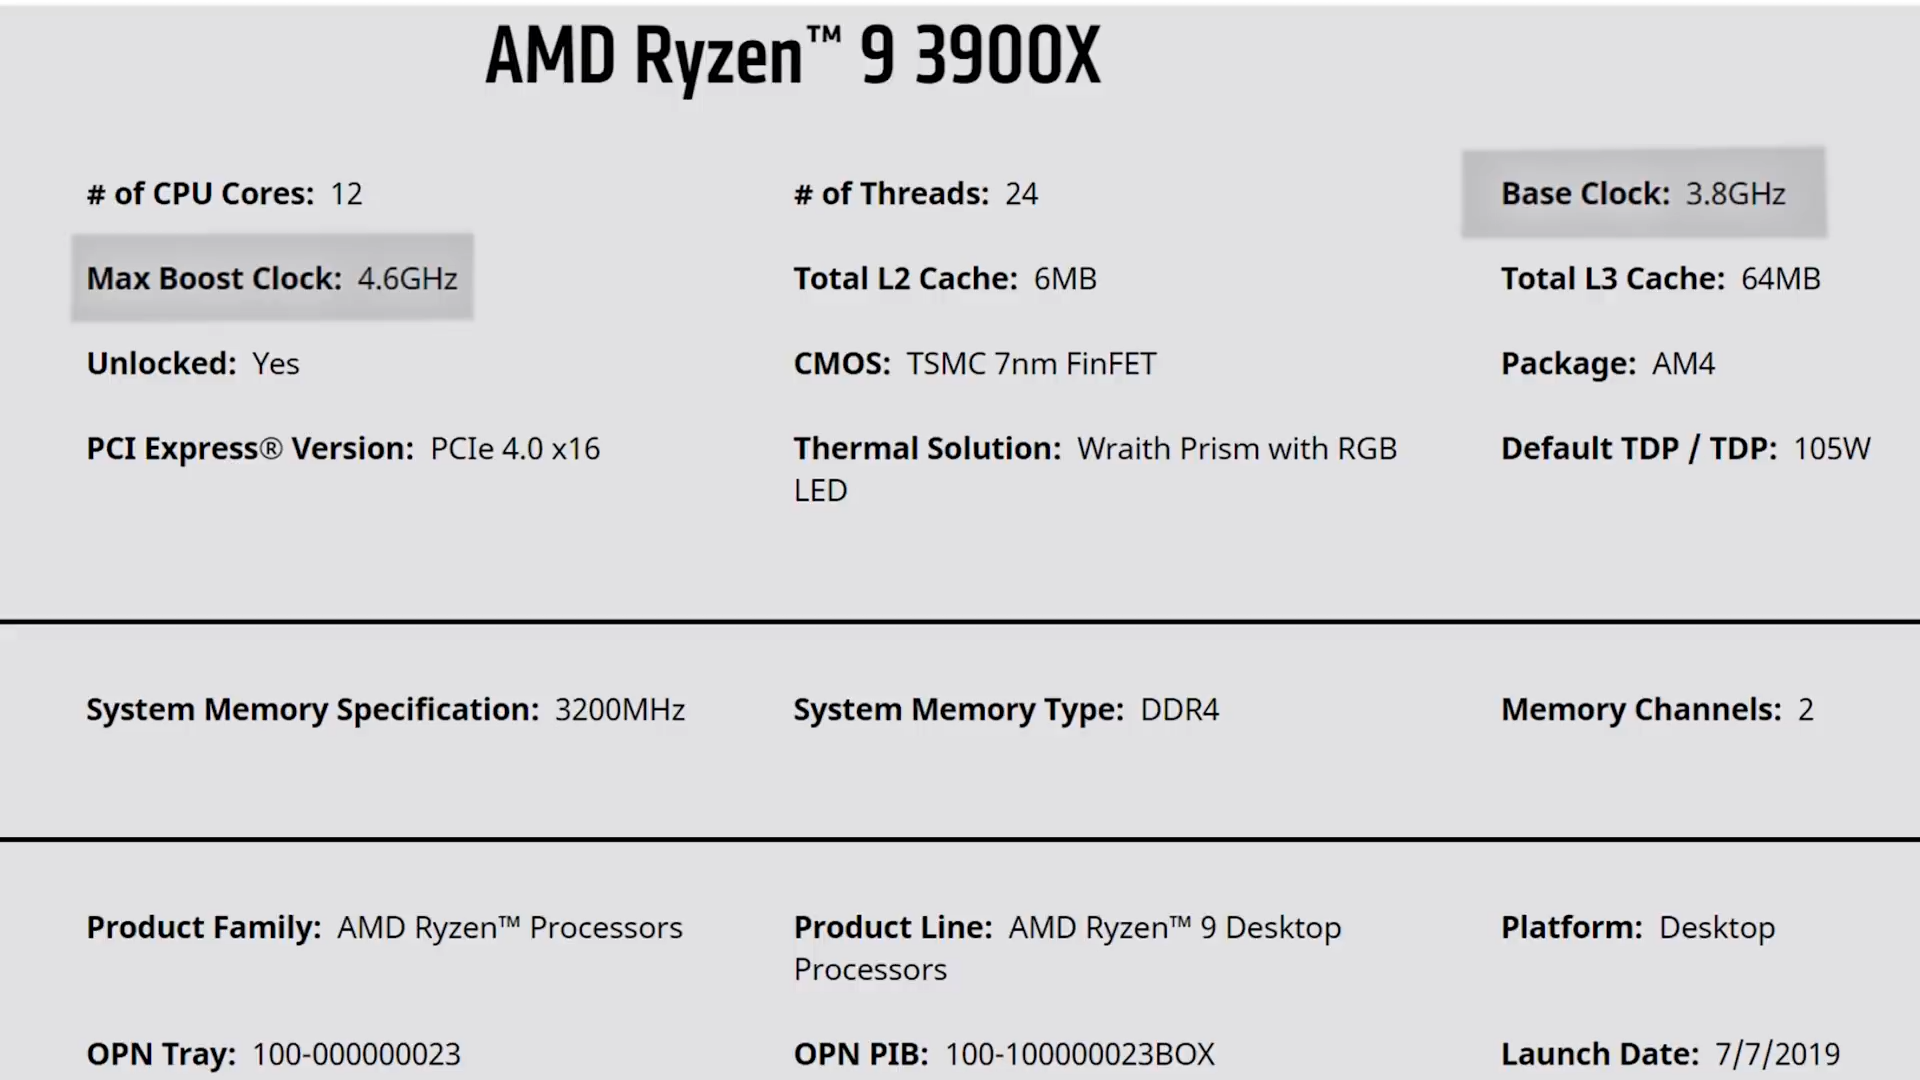 AMD Ryzen™ 9 3900X
# of CPU Cores: 12
# of Threads: 24
Base Clock: 3.8GHz
Max Boost Clock: 4.6GHz
Total L2 Cache: 6MB
Total L3 Cache: 64MB
Unlocked: Yes
CMOS: TSMC 7nm FinFET
Package: AM4
PCI Express® Version: PCIe 4.0 x16
Thermal Solution: Wraith Prism with RGB
LED
Default TDP / TDP: 105W
System Memory Specification: 3200MHz
System Memory Type: DDR4
Memory Channels: 2
Product Family: AMD Ryzen™ Processors
Product Line: AMD Ryzen™ 9 Desktop
Processors
Platform: Desktop
OPN Tray: 100-000000023
OPN PIB: 100-100000023BOX
Launch Date: 7/7/2019